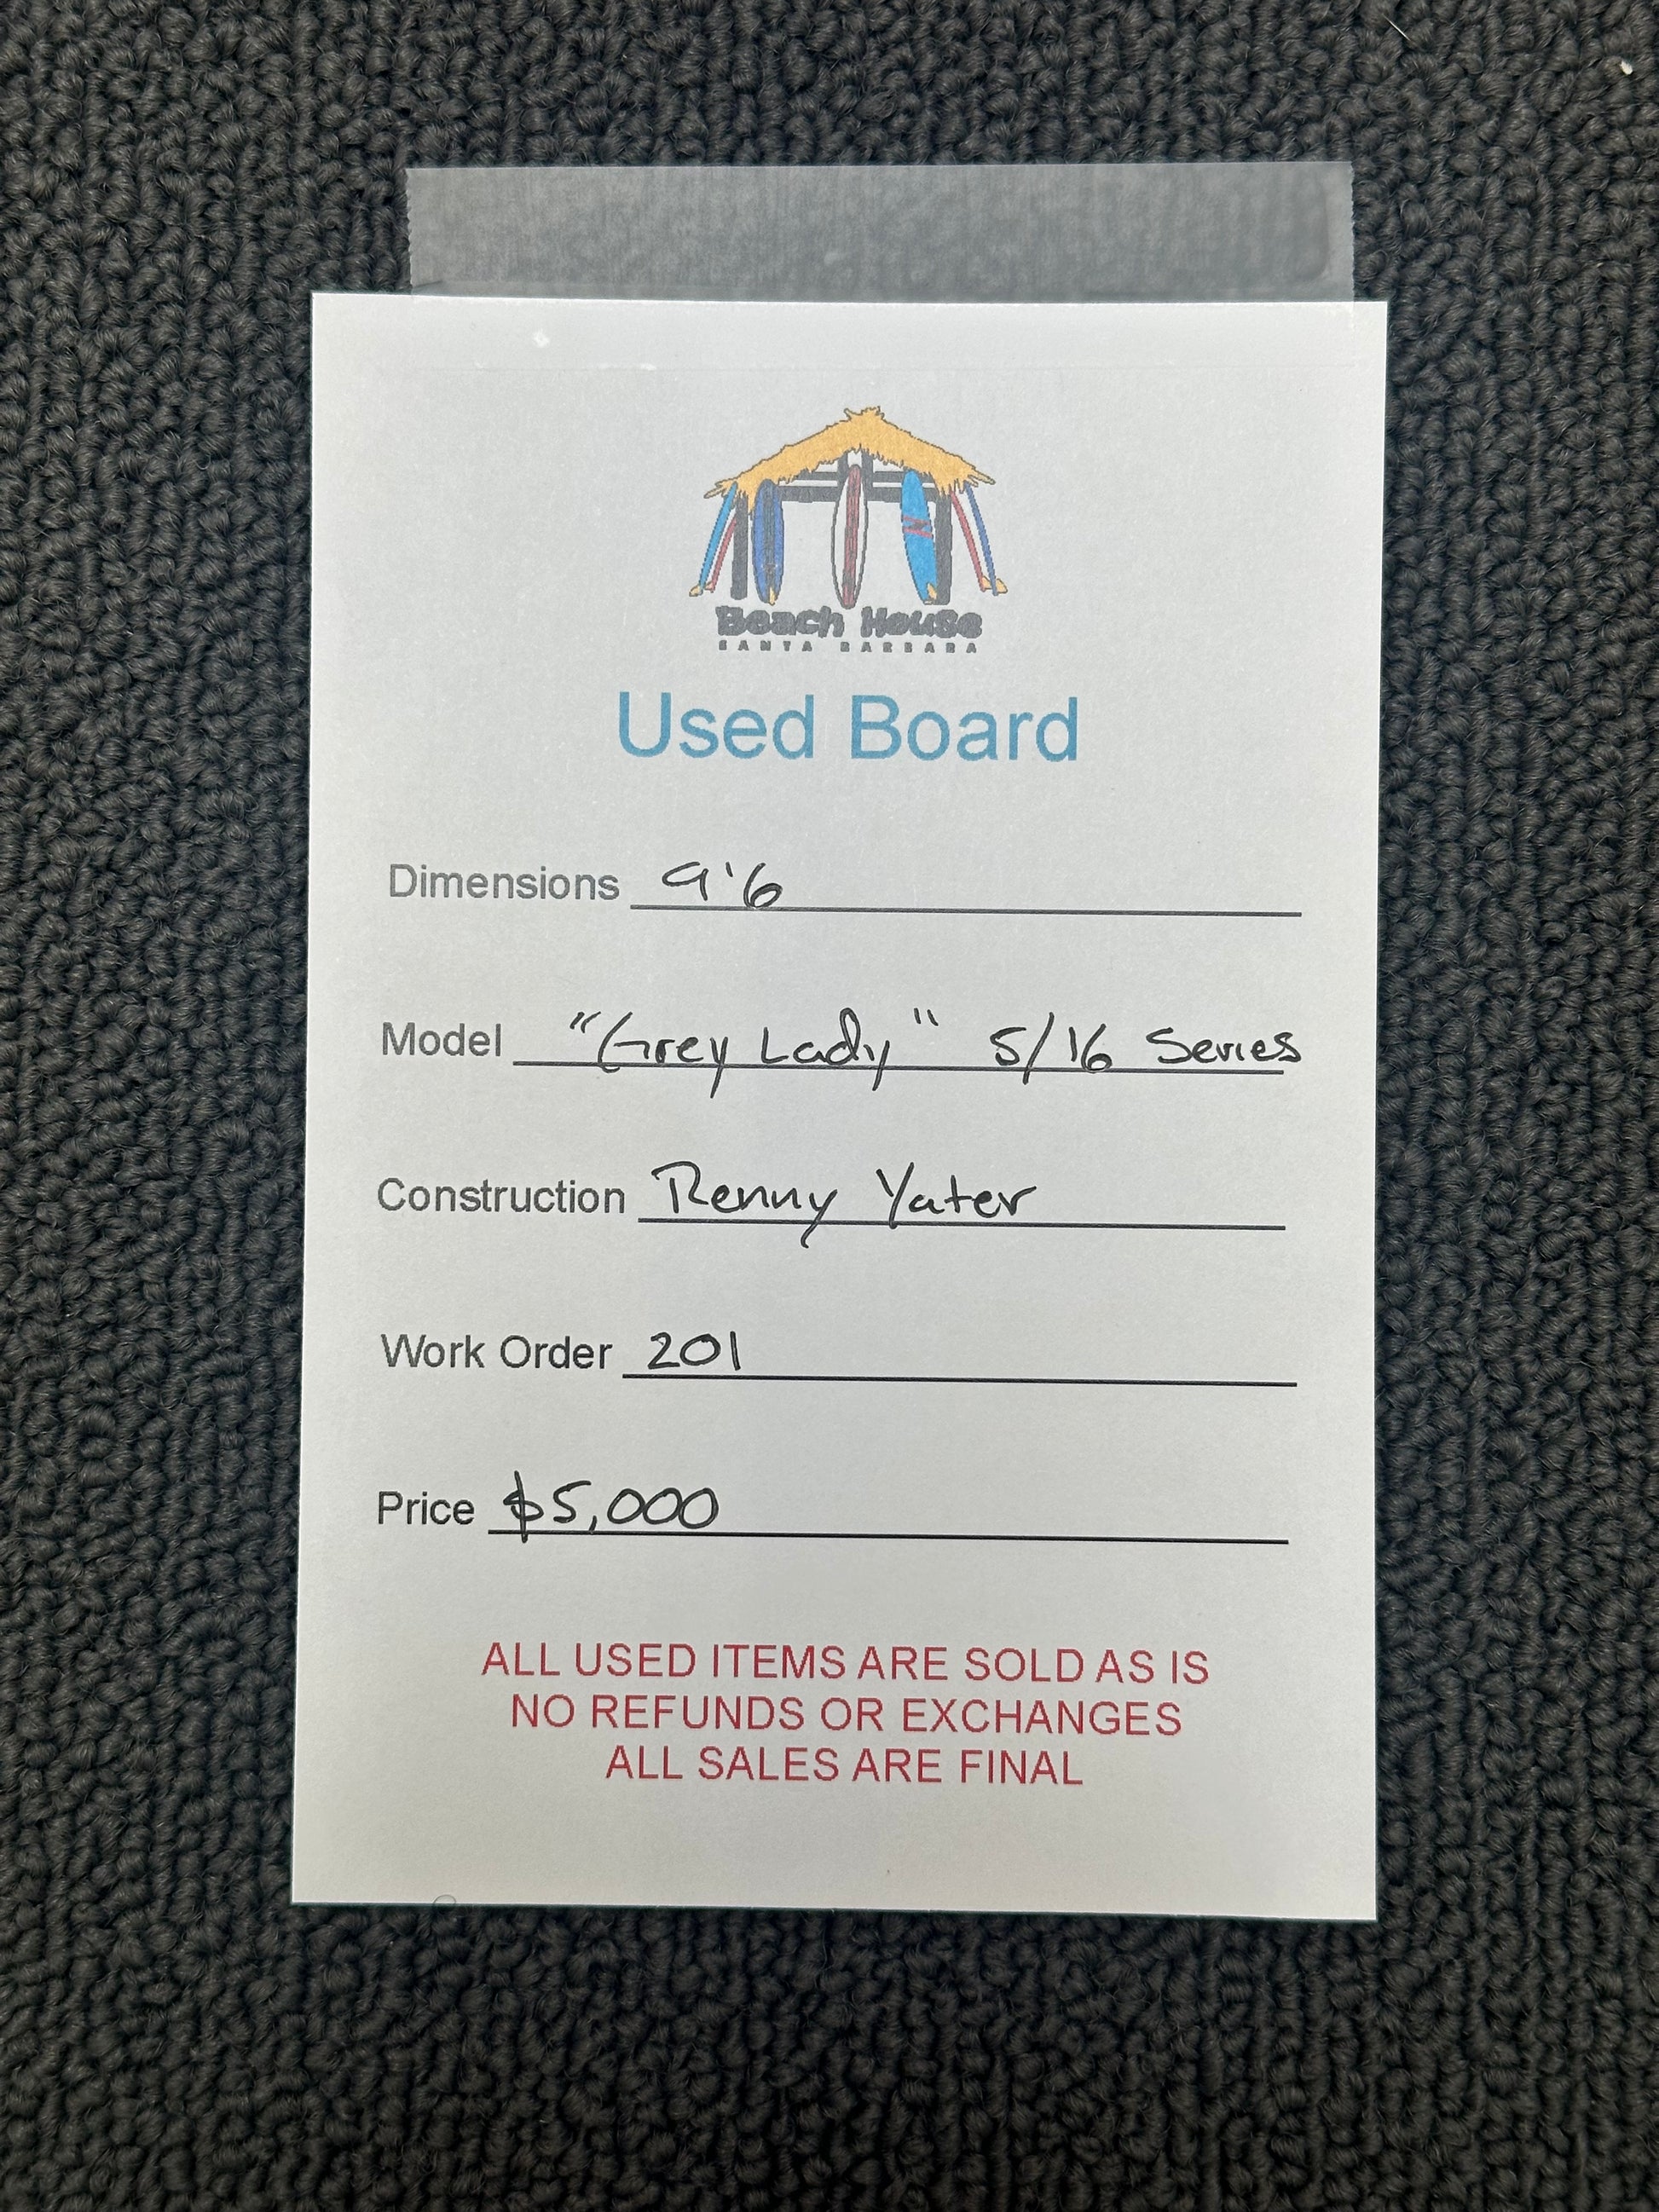 Beach House
SANTA BARBARA
Used Board
Dimensions 9'6
Model "Grey Lady" 5/16 Series
Construction Renny Yater
Work Order 201
Price $5,000
ALL USED ITEMS ARE SOLD AS IS
NO REFUNDS OR EXCHANGES
ALL SALES ARE FINAL